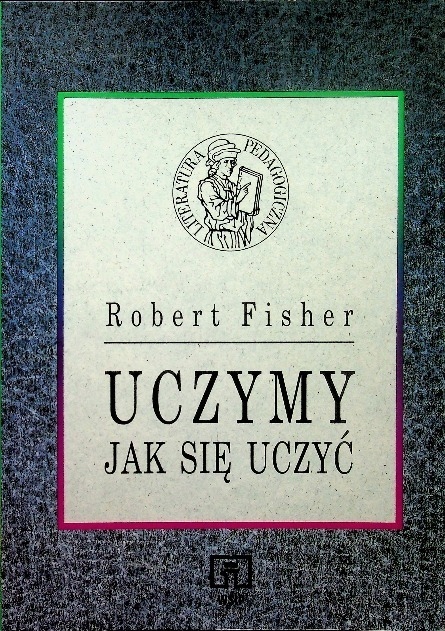 LITERATURA PEDAGOGICZNA
Robert Fisher
UCZYMY
JAK SIĘ UCZYĆ